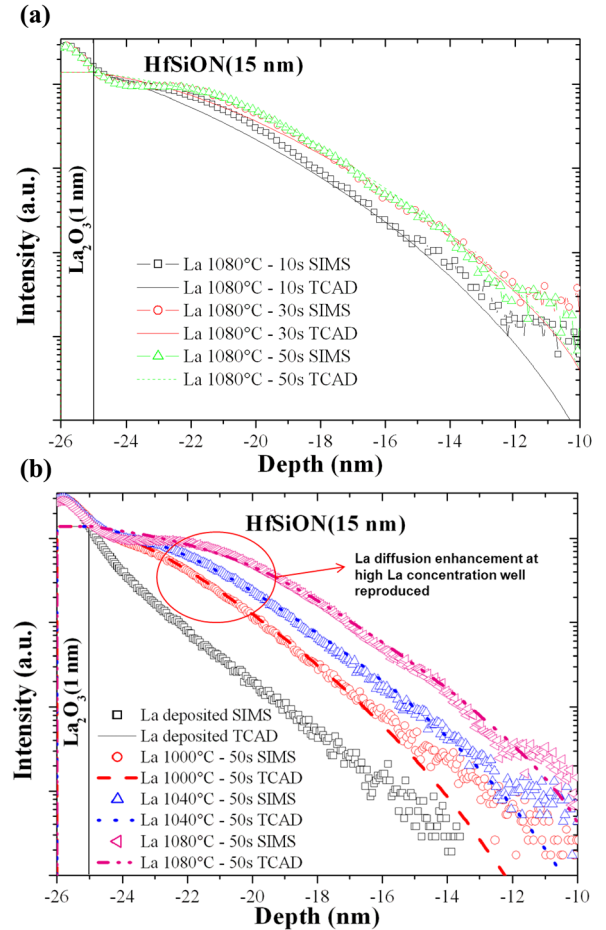 (a)
HfSiON(15 nm)
La₂O₃(1 nm)
Intensity (a.u.)
La 1080°C - 10s SIMS
La 1080°C - 10s TCAD
La 1080°C - 30s SIMS
La 1080°C - 30s TCAD
La 1080°C - 50s SIMS
La 1080°C - 50s TCAD
-26 -24 -22 -20 -18 -16 -14 -12 -10
Depth (nm)
(b)
HfSiON(15 nm)
La diffusion enhancement at
high La concentration well
reproduced
La₂O₃(1 nm)
Intensity (a.u.)
La deposited SIMS
La deposited TCAD
La 1000°C - 50s SIMS
La 1000°C - 50s TCAD
La 1040°C - 50s SIMS
La 1040°C - 50s TCAD
La 1080°C - 50s SIMS
La 1080°C - 50s TCAD
-26 -24 -22 -20 -18 -16 -14 -12 -10
Depth (nm)